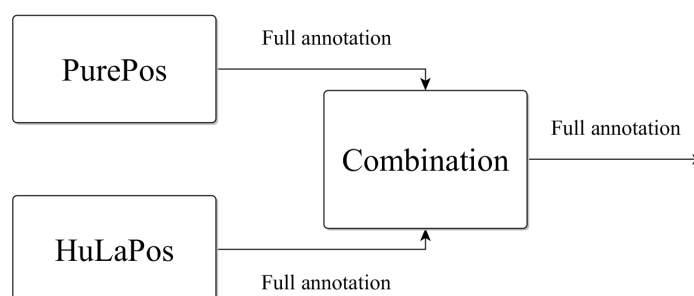 Full annotation
PurePos
Full annotation
Combination
HuLaPos
Full annotation